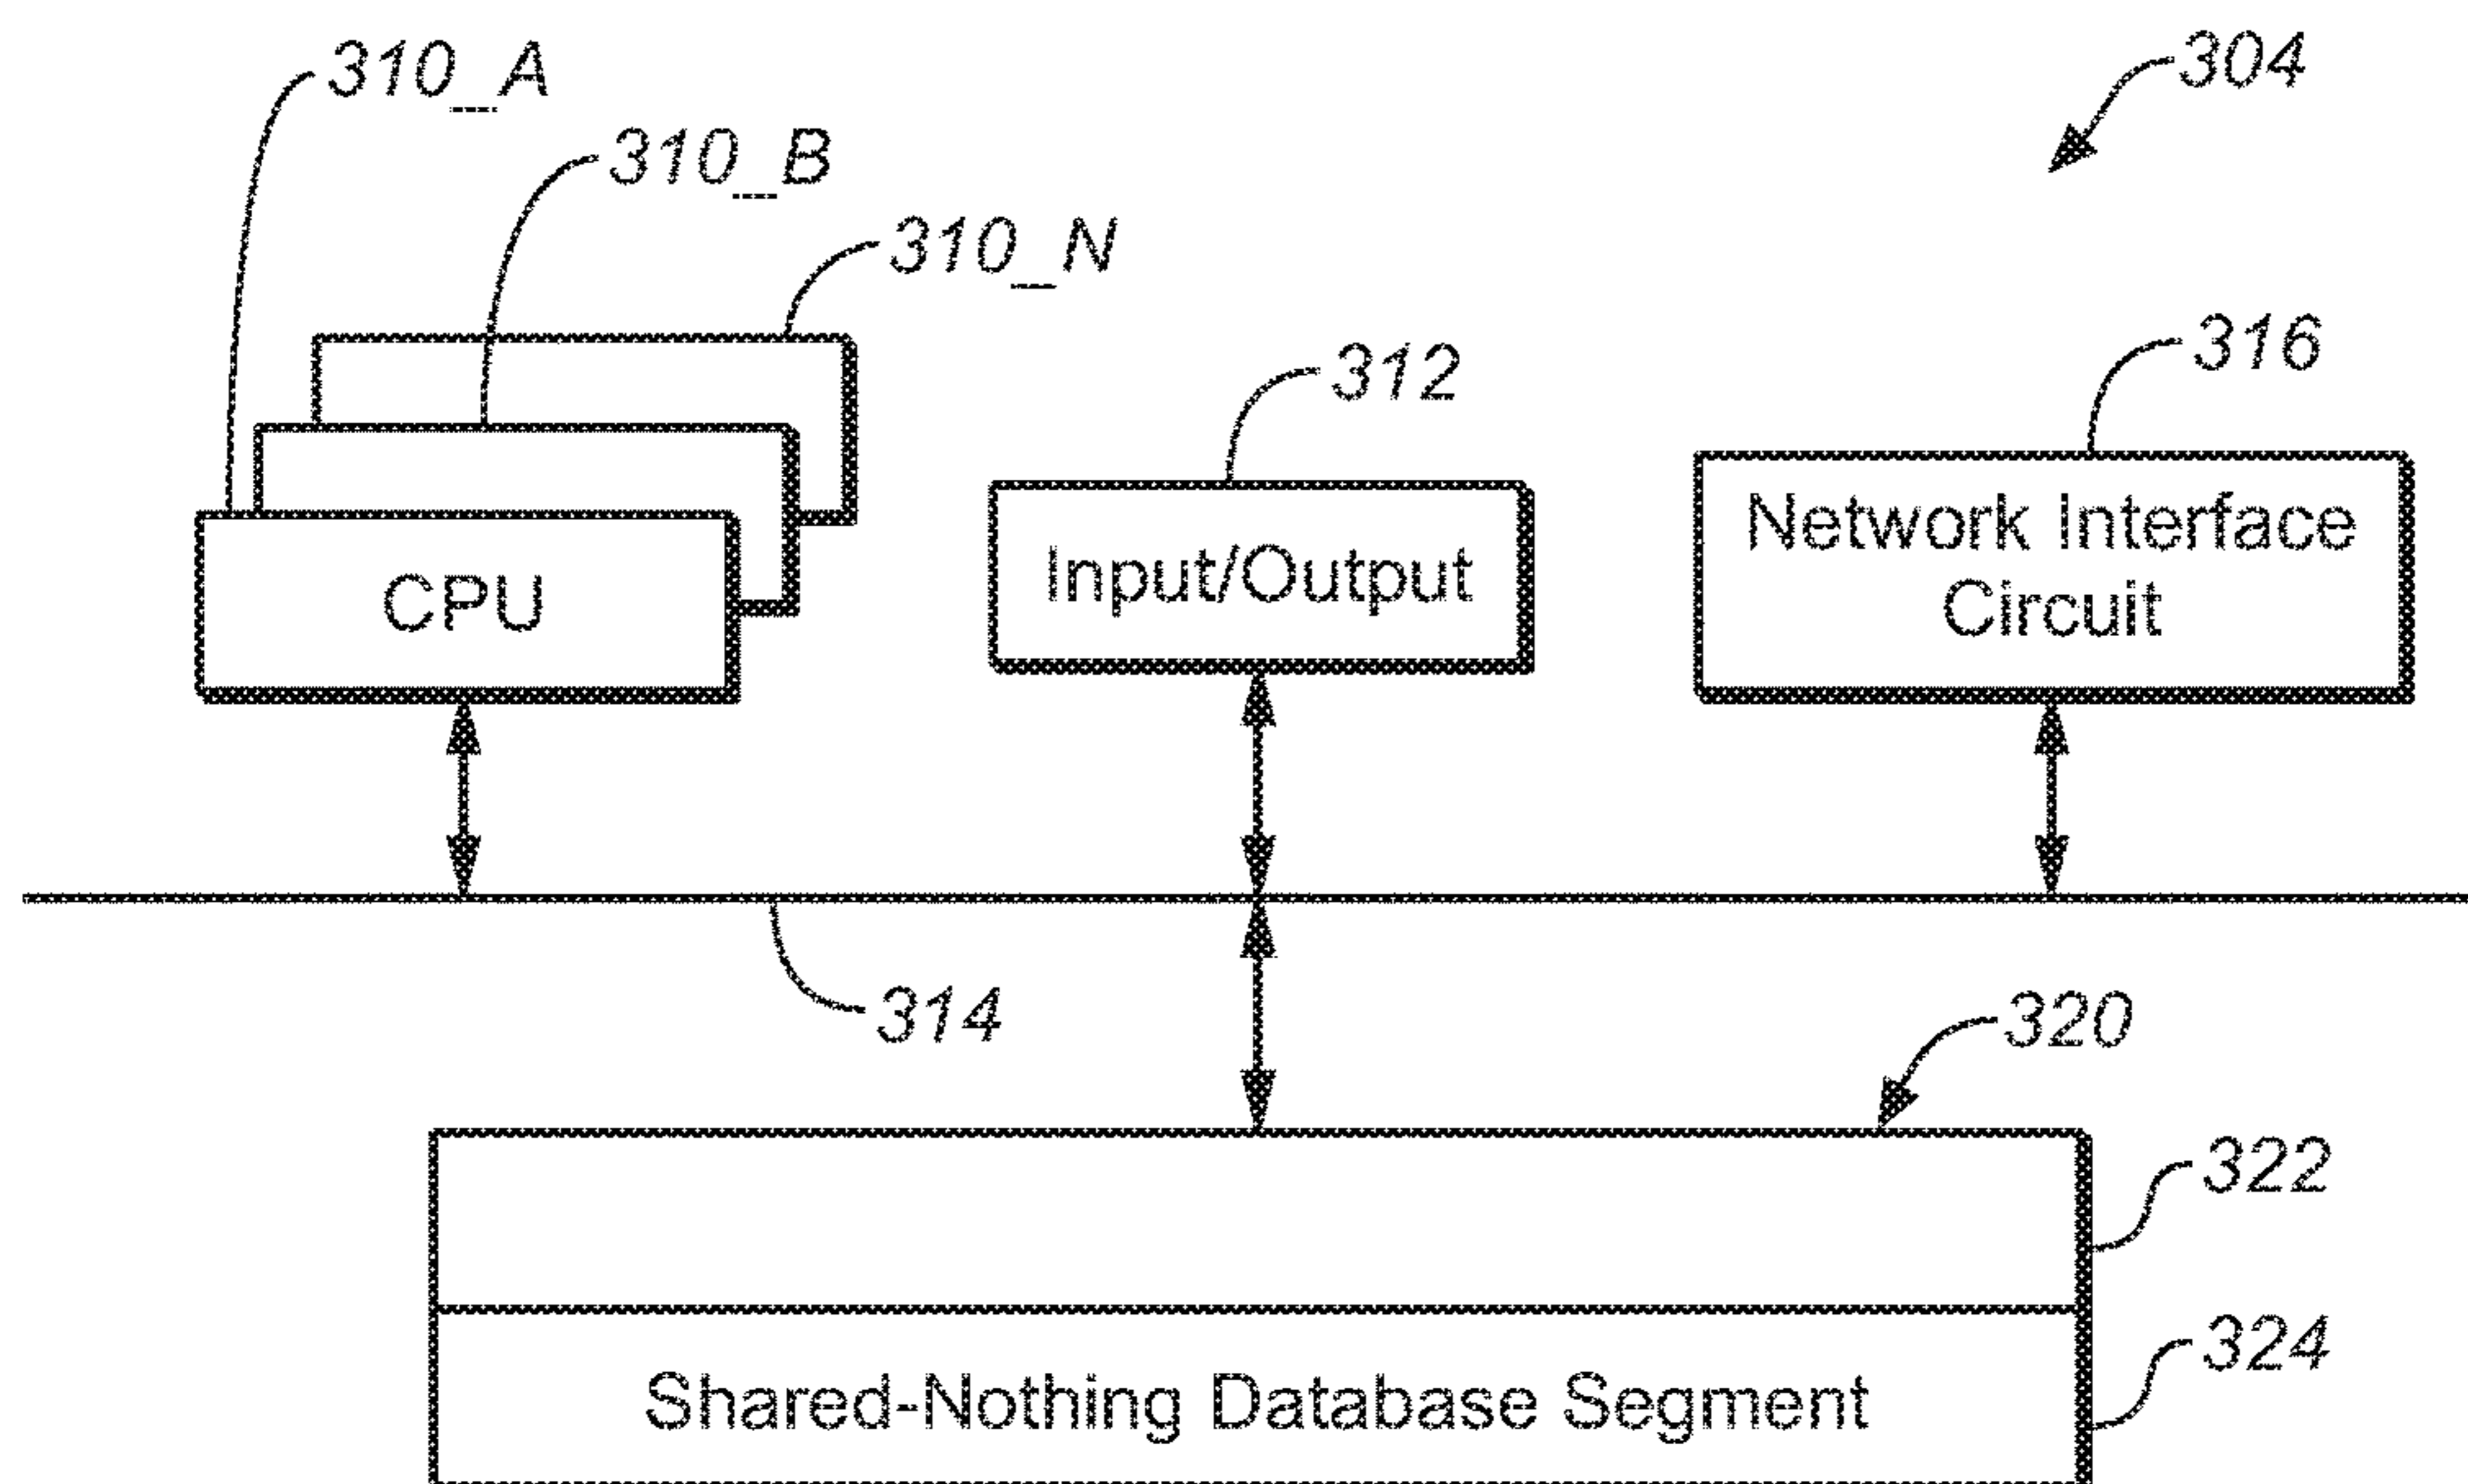 310_A
304
310_B
310_N
316
312
Network Interface
Circuit
Input/Output
CPU
314
320
322
324
Shared-Nothing Database Segment